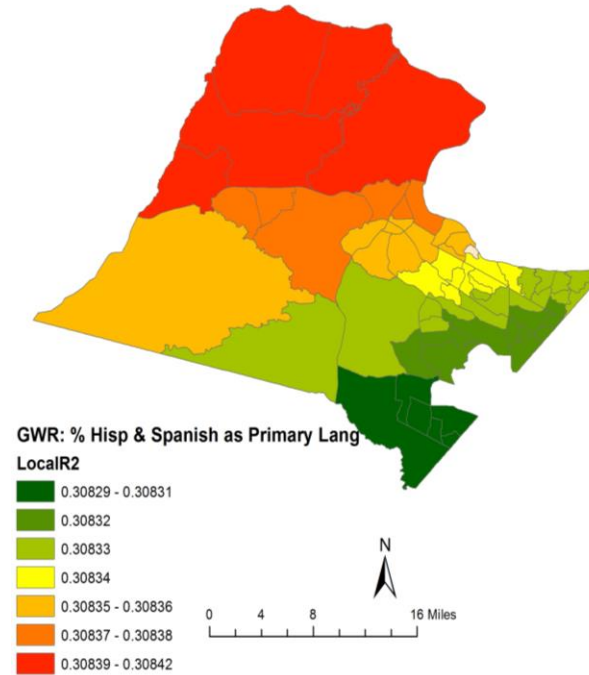 GWR: % Hisp & Spanish as Primary Lang
LocalR2
0.30829 - 0.30831
0.30832
0.30833
0.30834
0.30835 - 0.30836
0.30837 - 0.30838
0.30839 - 0.30842
N
0 4 8 16 Miles